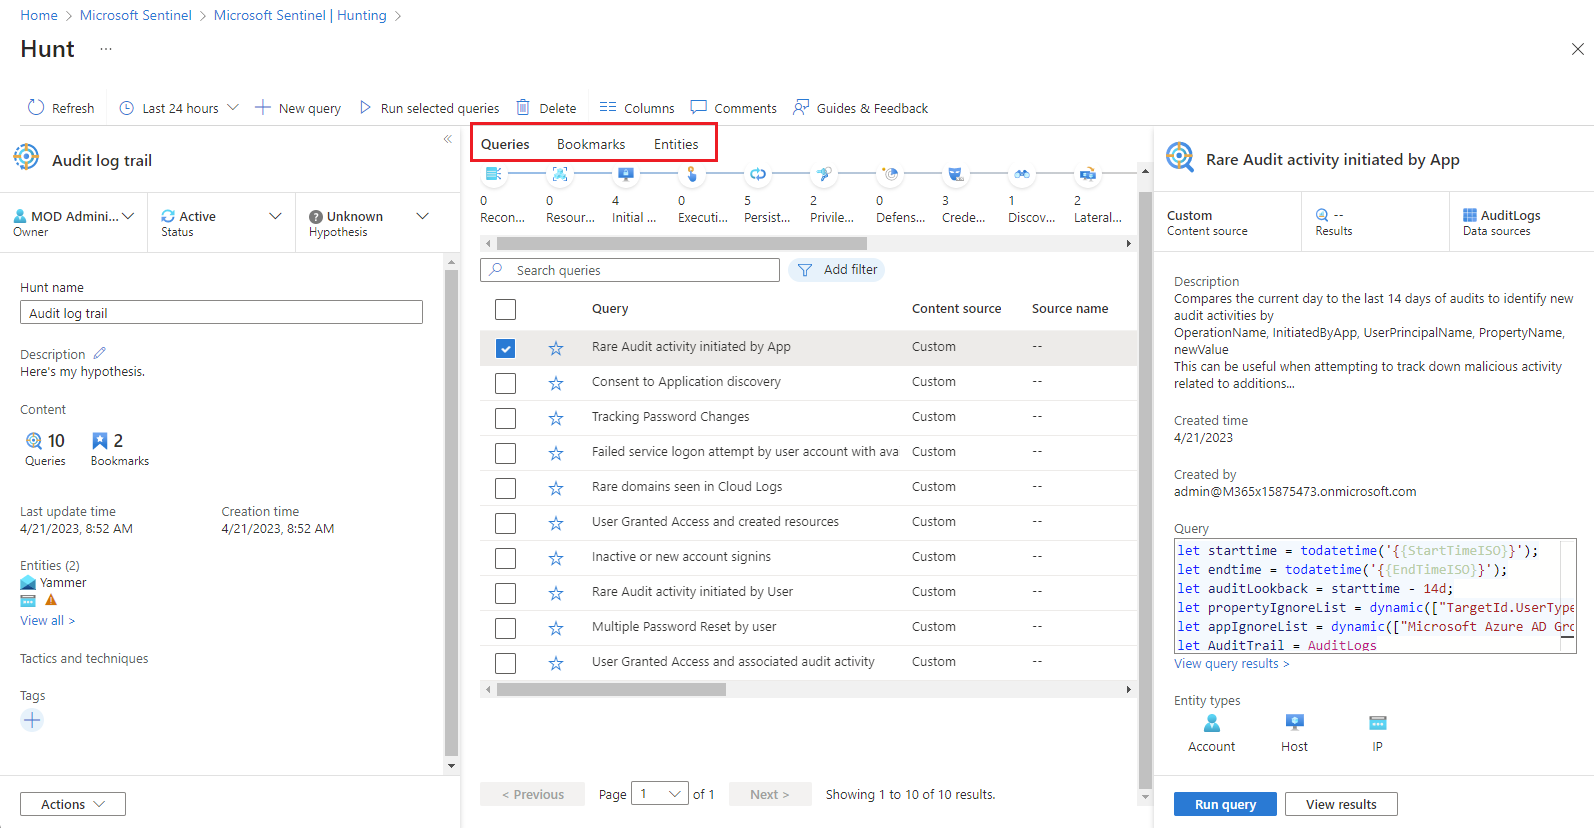 Home > Microsoft Sentinel > Microsoft Sentinel | Hunting >
Hunt ...
Refresh Last 24 hours New query Run selected queries Delete Columns Comments Guides & Feedback
«
Audit log trail
MOD Admini...
Owner
Active
Status
Unknown
Hypothesis
Hunt name
Audit log trail
Description
Here's my hypothesis.
Content
10
Queries
2
Bookmarks
Last update time
4/21/2023, 8:52 AM
Creation time
4/21/2023, 8:52 AM
Entities (2)
Yammer
View all >
Tactics and techniques
Tags
Actions
Queries Bookmarks Entities
0 0 4 0 5 2 0 3 1 2
Recon... Resour... Initial ... Executi... Persist... Privile... Defens... Crede... Discov... Lateral...
Search queries
Add filter
Query Content source Source name
Rare Audit activity initiated by App Custom --
Consent to Application discovery Custom --
Tracking Password Changes Custom --
Failed service logon attempt by user account with ava Custom --
Rare domains seen in Cloud Logs Custom --
User Granted Access and created resources Custom --
Inactive or new account signins Custom --
Rare Audit activity initiated by User Custom --
Multiple Password Reset by user Custom --
User Granted Access and associated audit activity Custom --
< Previous Page 1 of 1 Next > Showing 1 to 10 of 10 results.
Rare Audit activity initiated by App
Custom
Content source
--
Results
AuditLogs
Data sources
Description
Compares the current day to the last 14 days of audits to identify new
audit activities by
OperationName, InitiatedByApp, UserPrincipalName, PropertyName,
newValue
This can be useful when attempting to track down malicious activity
related to additions...
Created time
4/21/2023
Created by
admin@M365x15875473.onmicrosoft.com
Query
let starttime = todatetime('{{StartTimeISO}}');
let endtime = todatetime('{{EndTimeISO}}');
let auditLookback = starttime - 14d;
let propertyIgnoreList = dynamic(["TargetId.UserType
let appIgnoreList = dynamic(["Microsoft Azure AD Gro
let AuditTrail = AuditLogs
View query results >
Entity types
Account Host IP
Run query View results